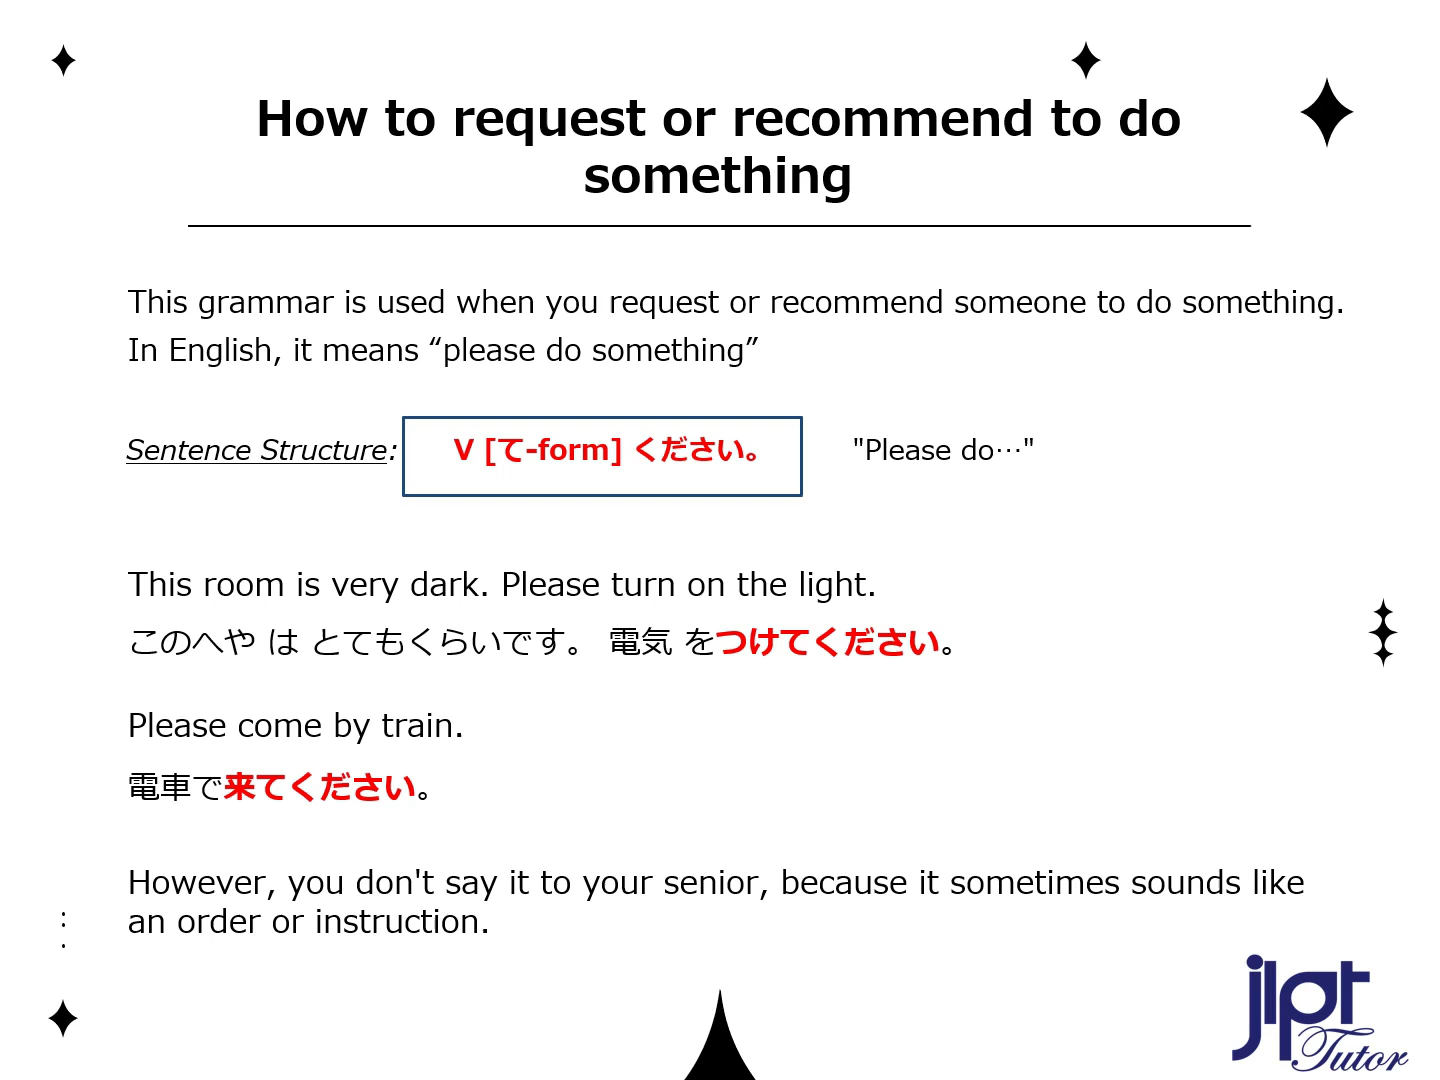 How to request or recommend to do
something
This grammar is used when you request or recommend someone to do something.
In English, it means “please do something”
Sentence Structure: V [て-form] ください。 "Please do…"
This room is very dark. Please turn on the light.
このへや は とてもくらいです。 電気 をつけてください。
Please come by train.
電車で来てください。
However, you don't say it to your senior, because it sometimes sounds like
an order or instruction.
jlpt
Tutor